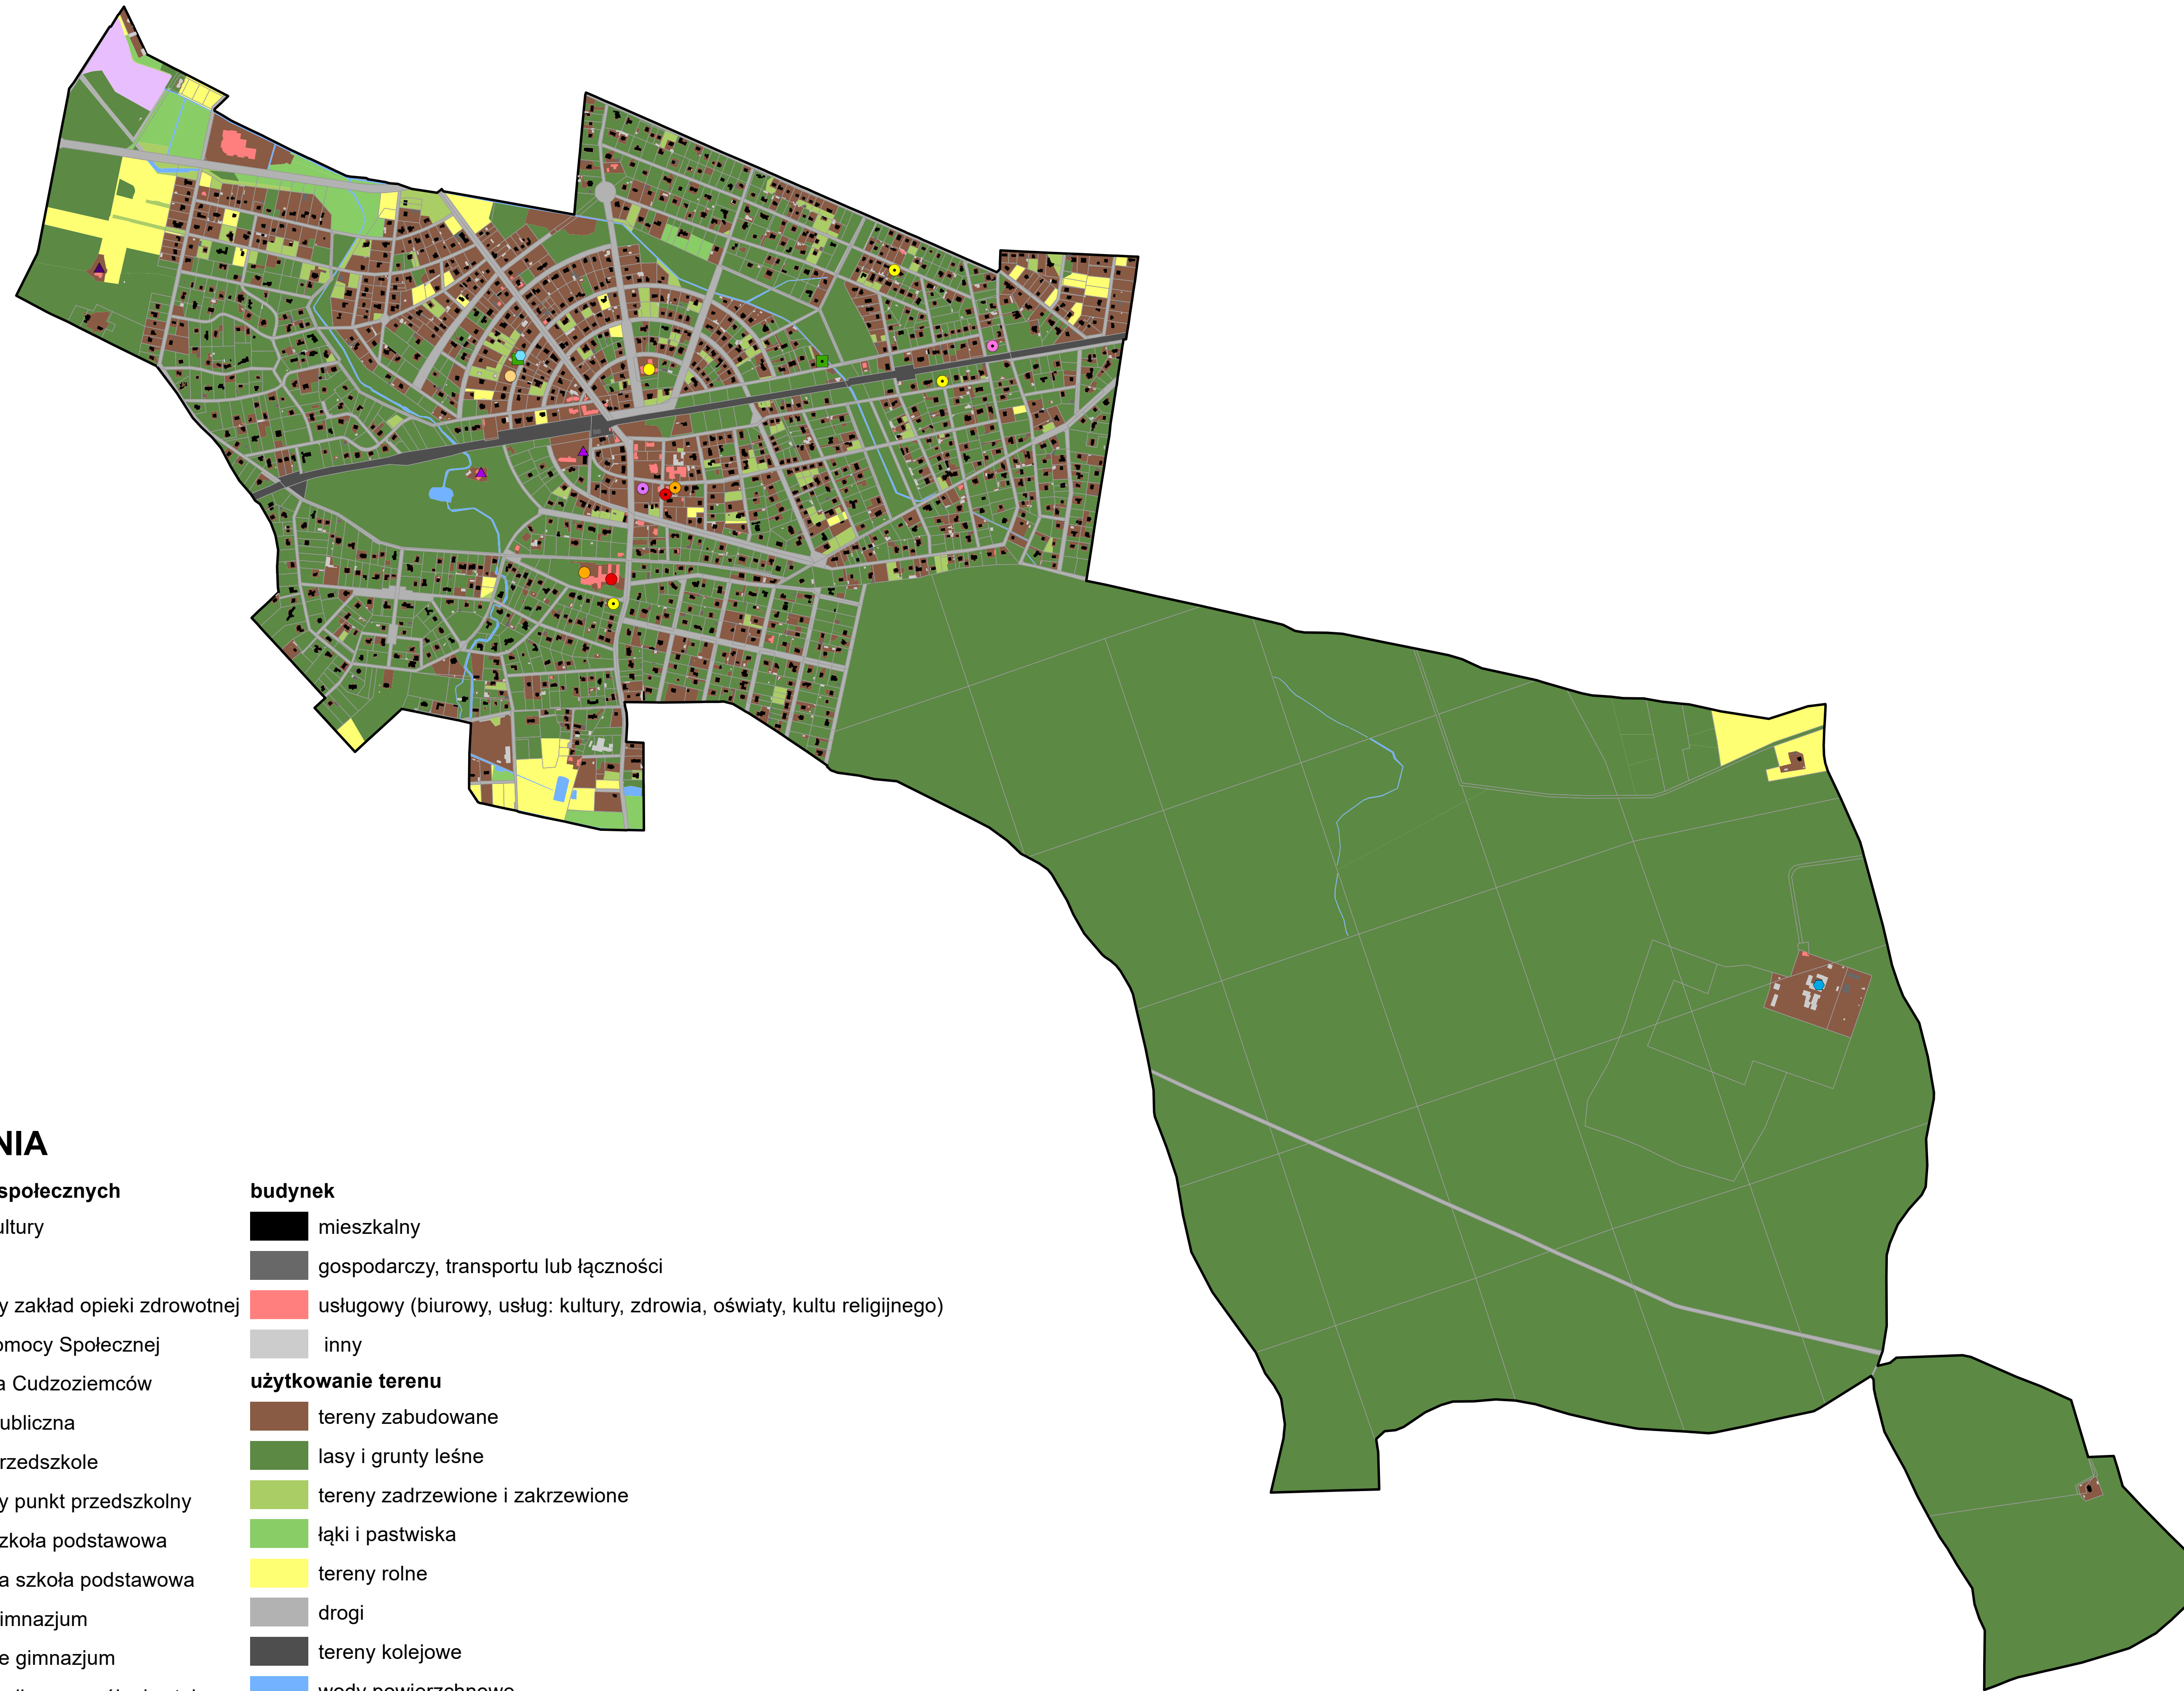 NIA
społecznych
ultury
y zakład opieki zdrowotnej
omocy Społecznej
a Cudzoziemców
ubliczna
rzedszkole
y punkt przedszkolny
zkoła podstawowa
a szkoła podstawowa
imnazjum
e gimnazjum
budynek
mieszkalny
gospodarczy, transportu lub łączności
usługowy (biurowy, usług: kultury, zdrowia, oświaty, kultu religijnego)
inny
użytkowanie terenu
tereny zabudowane
lasy i grunty leśne
tereny zadrzewione i zakrzewione
łąki i pastwiska
tereny rolne
drogi
tereny kolejowe
wody powierzchnowe